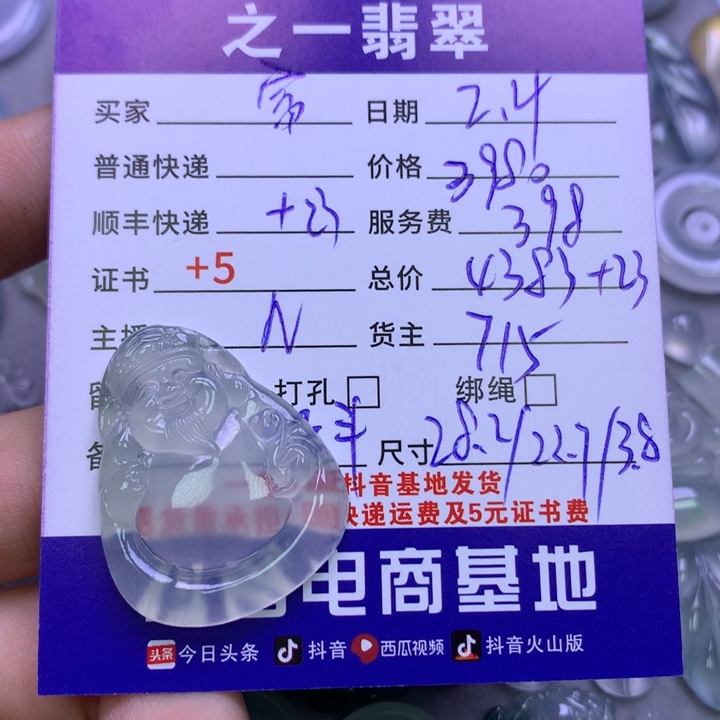 之一翡翠
买家 日期 2.4
普通快递 价格 3980
顺丰快递 +23 服务费 398
证书 +5 总价 4383+23
主播 N 货主 715
打孔 绑绳
尺寸 28.2/22.7/3.8
抖音基地发货
快递运费及5元证书费
电商基地
头条 今日头条 抖音 西瓜视频 抖音火山版